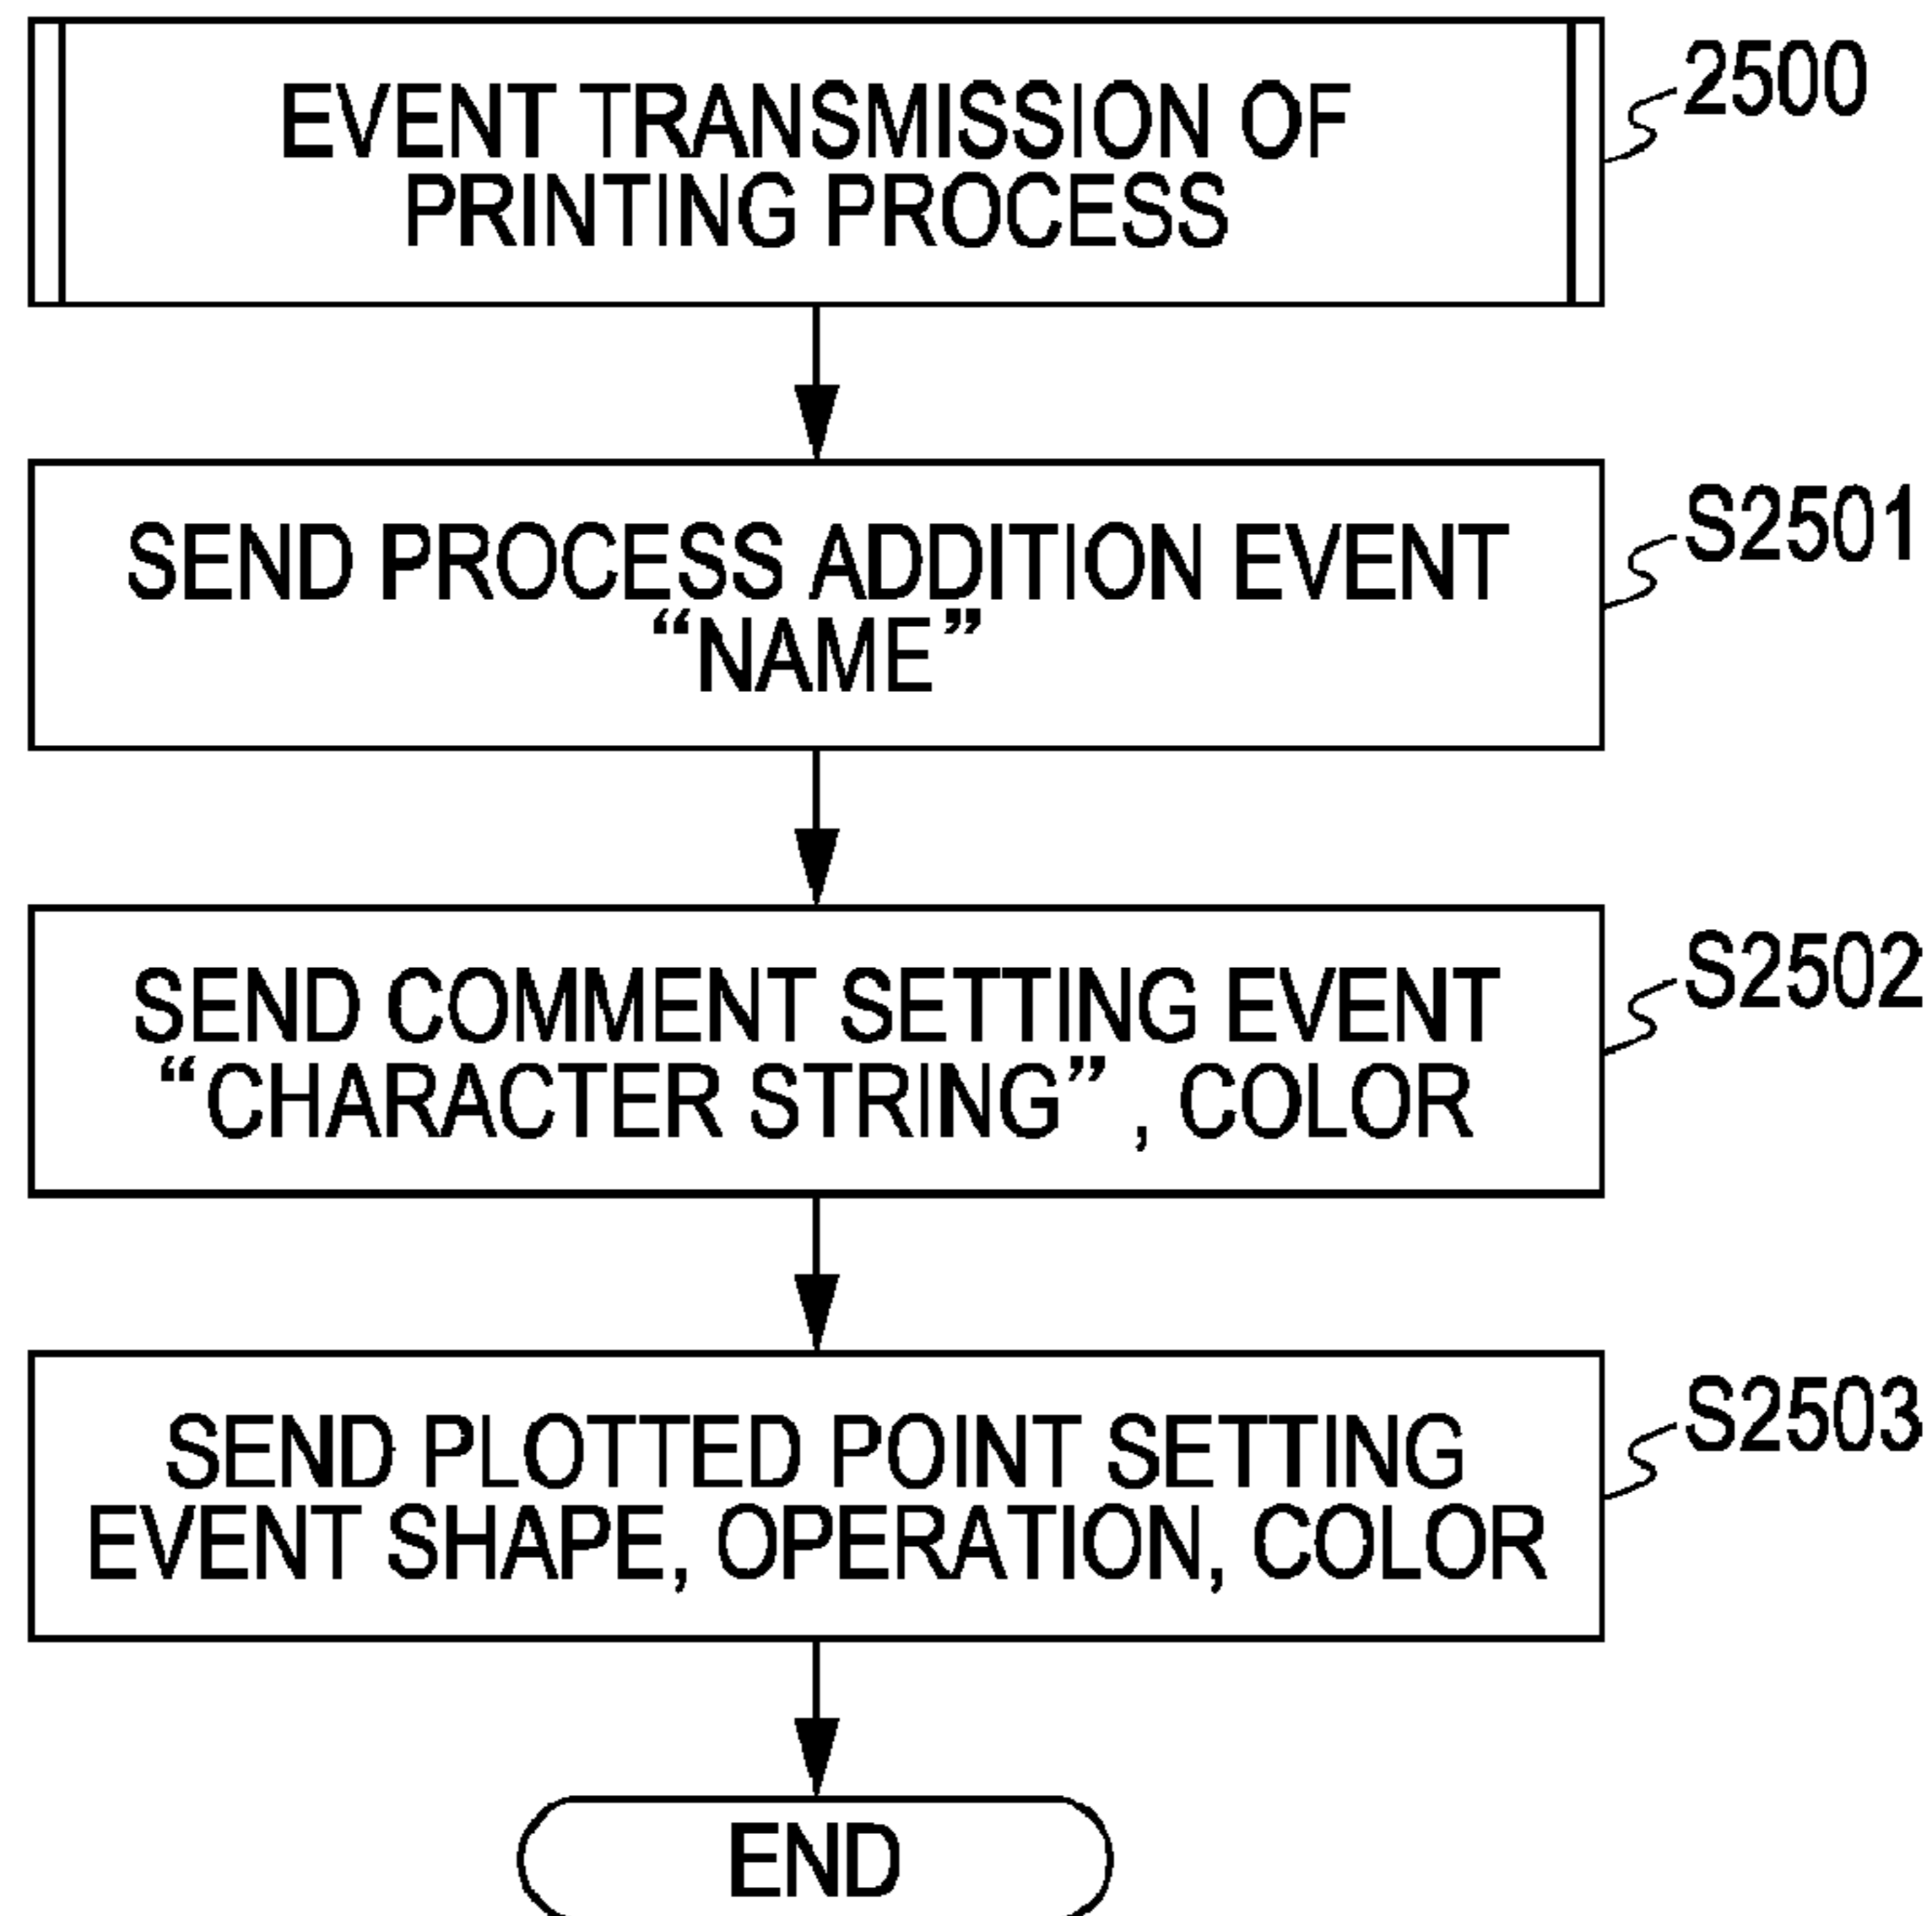 EVENT TRANSMISSION OF
PRINTING PROCESS
2500
SEND PROCESS ADDITION EVENT
“NAME”
S2501
SEND COMMENT SETTING EVENT
“CHARACTER STRING” , COLOR
S2502
SEND PLOTTED POINT SETTING
EVENT SHAPE, OPERATION, COLOR
S2503
END